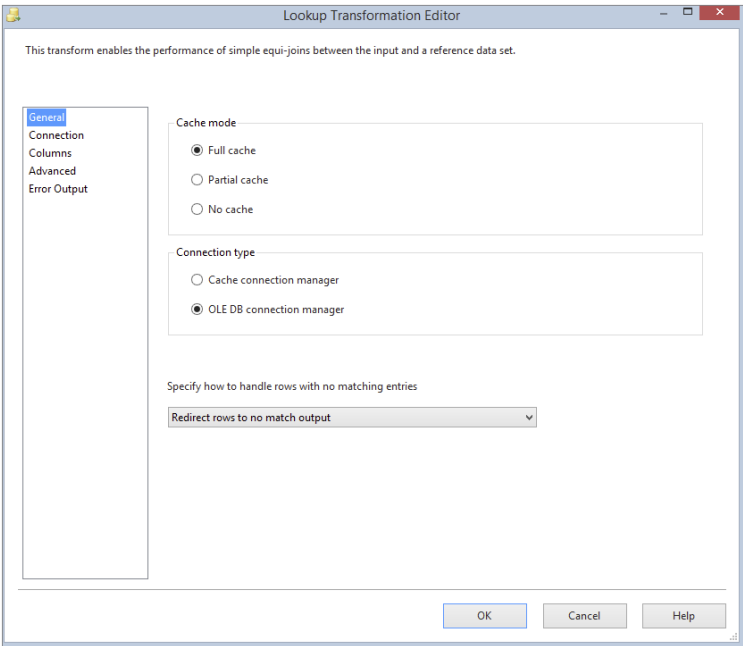 Lookup Transformation Editor
This transform enables the performance of simple equi-joins between the input and a reference data set.
General
Connection
Columns
Advanced
Error Output
Cache mode
Full cache
Partial cache
No cache
Connection type
Cache connection manager
OLE DB connection manager
Specify how to handle rows with no matching entries
Redirect rows to no match output
OK
Cancel
Help